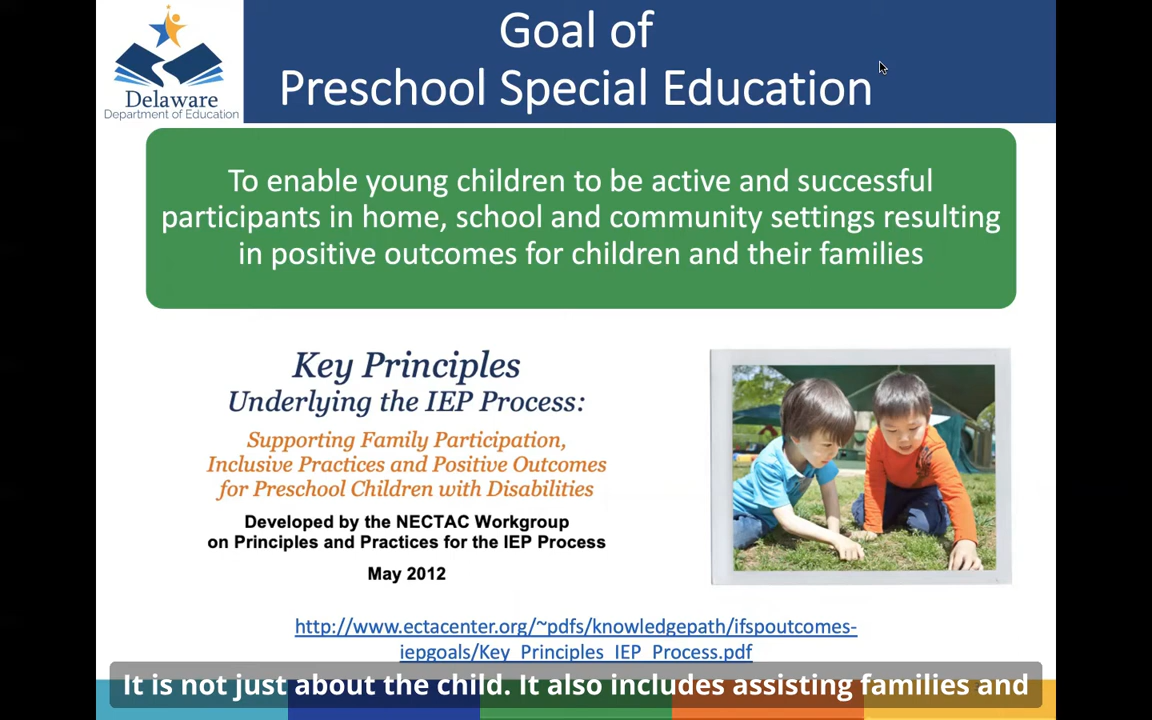 Goal of
Preschool Special Education
Delaware
Department of Education
To enable young children to be active and successful
participants in home, school and community settings resulting
in positive outcomes for children and their families
Key Principles
Underlying the IEP Process:
Supporting Family Participation,
Inclusive Practices and Positive Outcomes
for Preschool Children with Disabilities
Developed by the NECTAC Workgroup
on Principles and Practices for the IEP Process
May 2012
http://www.ectacenter.org/~pdfs/knowledgepath/ifspoutcomes-
iepgoals/Key_Principles_IEP_Process.pdf
It is not just about the child. It also includes assisting families and